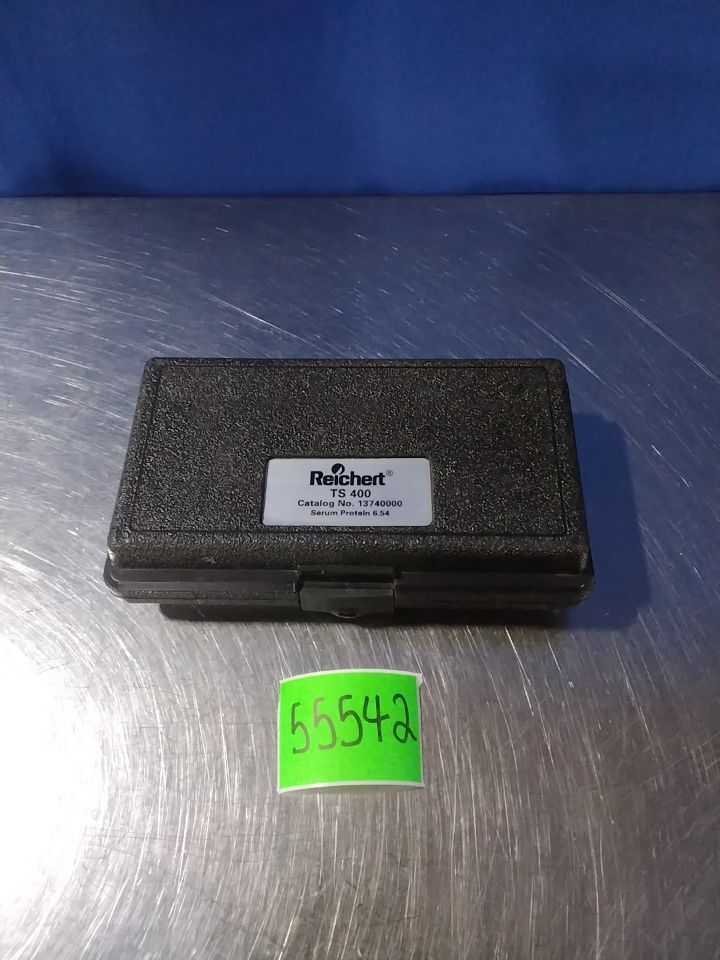 Reichert®
TS 400
Catalog No. 13740000
Serum Protein 6.54
55542